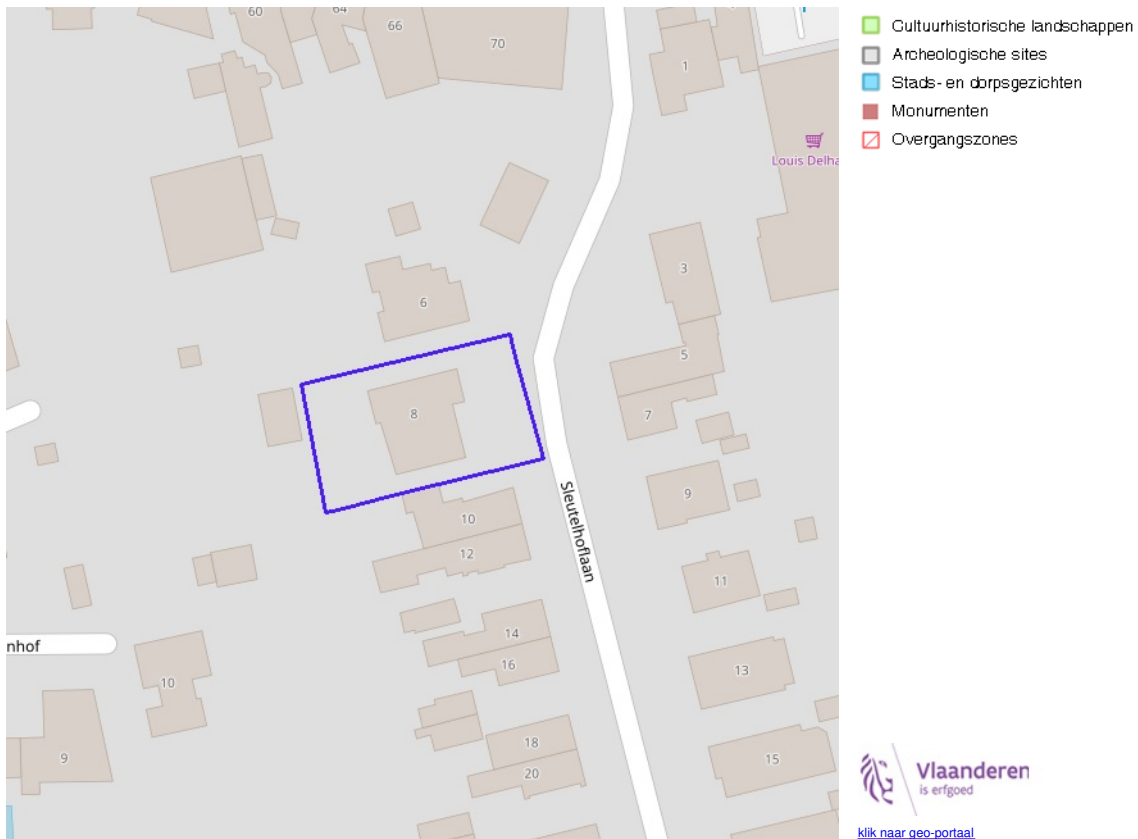 60
64
66
70
1
Louis Delha
3
6
5
8
7
9
10
Sleutelhoflaan
12
11
14
nhof
16
13
10
18
9
15
20
Cultuurhistorische landschappen
Archeologische sites
Stads- en dorpsgezichten
Monumenten
Overgangszones
Vlaanderen
is erfgoed
klik naar geo-portaal